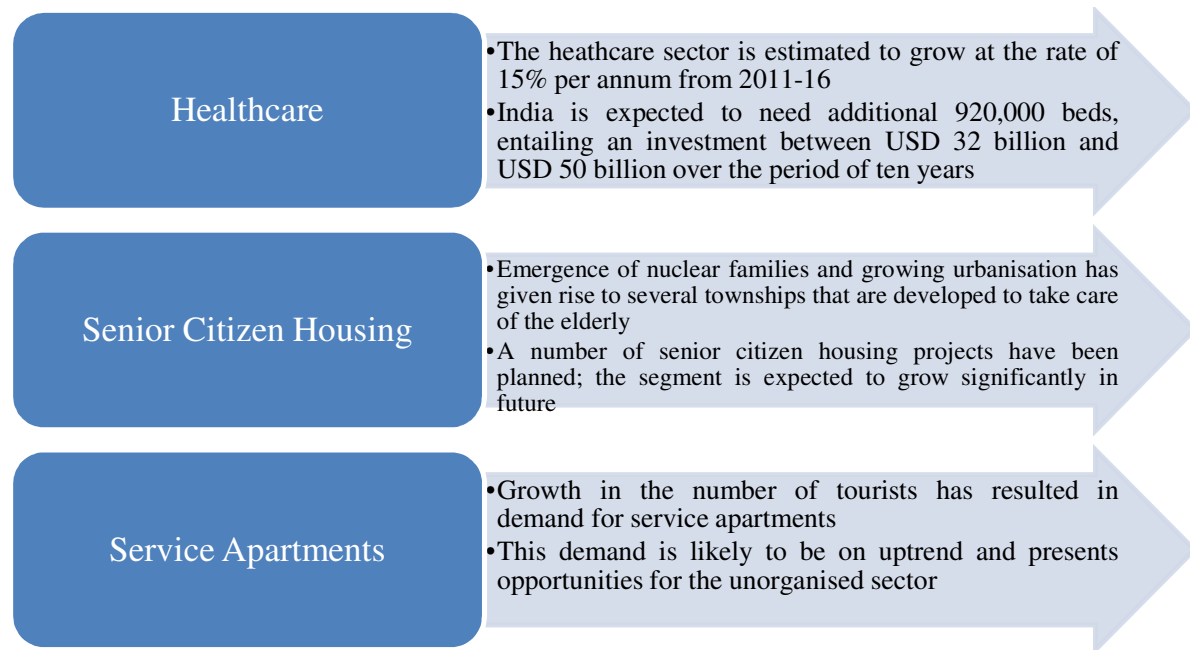 Healthcare
•The heathcare sector is estimated to grow at the rate of
15% per annum from 2011-16
•India is expected to need additional 920,000 beds,
entailing an investment between USD 32 billion and
USD 50 billion over the period of ten years
Senior Citizen Housing
•Emergence of nuclear families and growing urbanisation has
given rise to several townships that are developed to take care
of the elderly
•A number of senior citizen housing projects have been
planned; the segment is expected to grow significantly in
future
Service Apartments
•Growth in the number of tourists has resulted in
demand for service apartments
•This demand is likely to be on uptrend and presents
opportunities for the unorganised sector